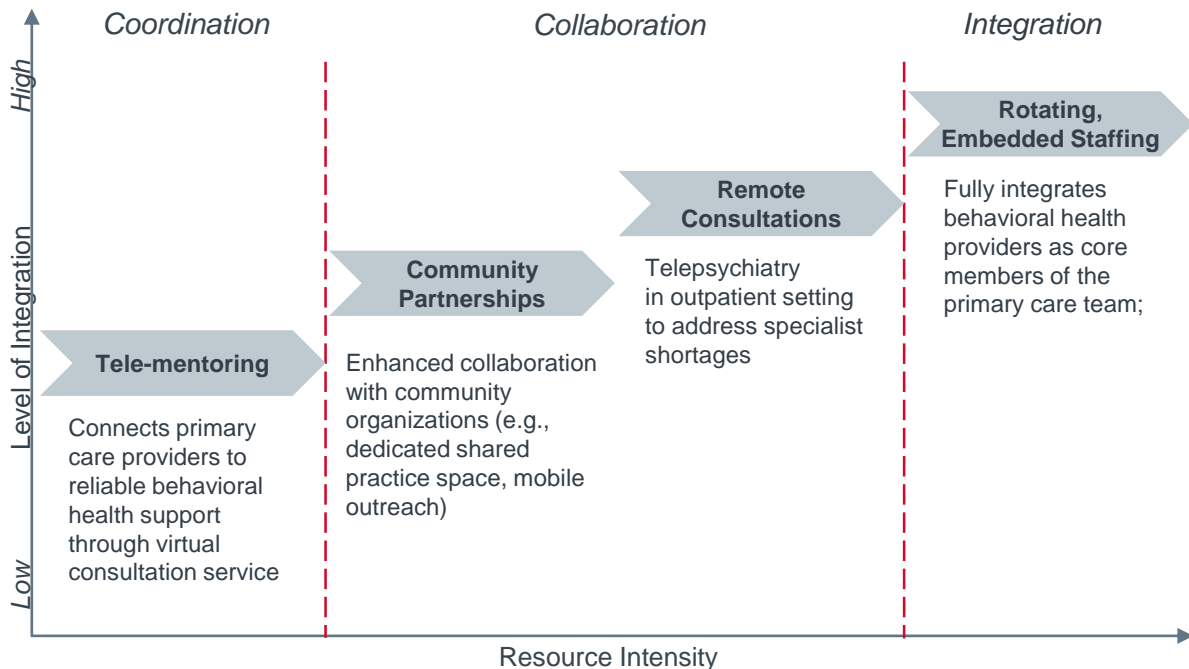 Coordination
Collaboration
Integration
High
Level of Integration
Low
Rotating,
Embedded Staffing
Fully integrates
behavioral health
providers as core
members of the
primary care team;
Remote
Consultations
Telepsychiatry
in outpatient setting
to address specialist
shortages
Community
Partnerships
Enhanced collaboration
with community
organizations (e.g.,
dedicated shared
practice space, mobile
outreach)
Tele-mentoring
Connects primary
care providers to
reliable behavioral
health support
through virtual
consultation service
Resource Intensity